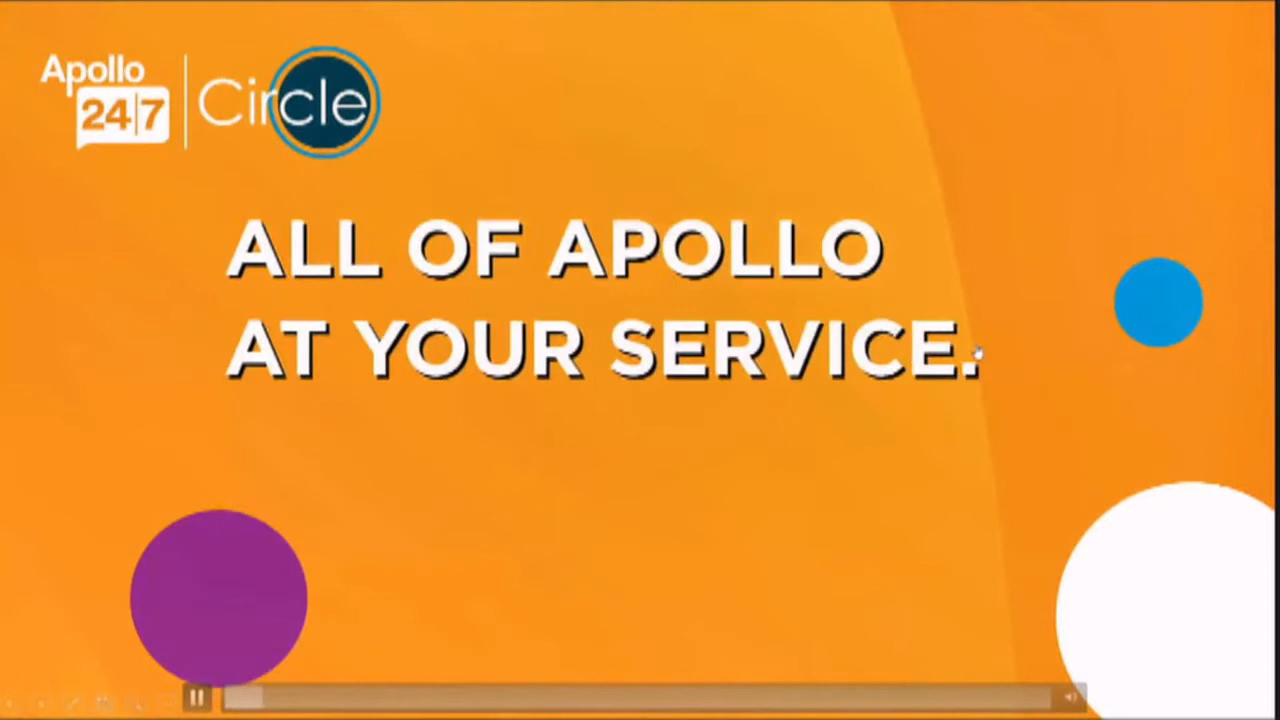 Apollo
24|7
Circle
ALL OF APOLLO
AT YOUR SERVICE.